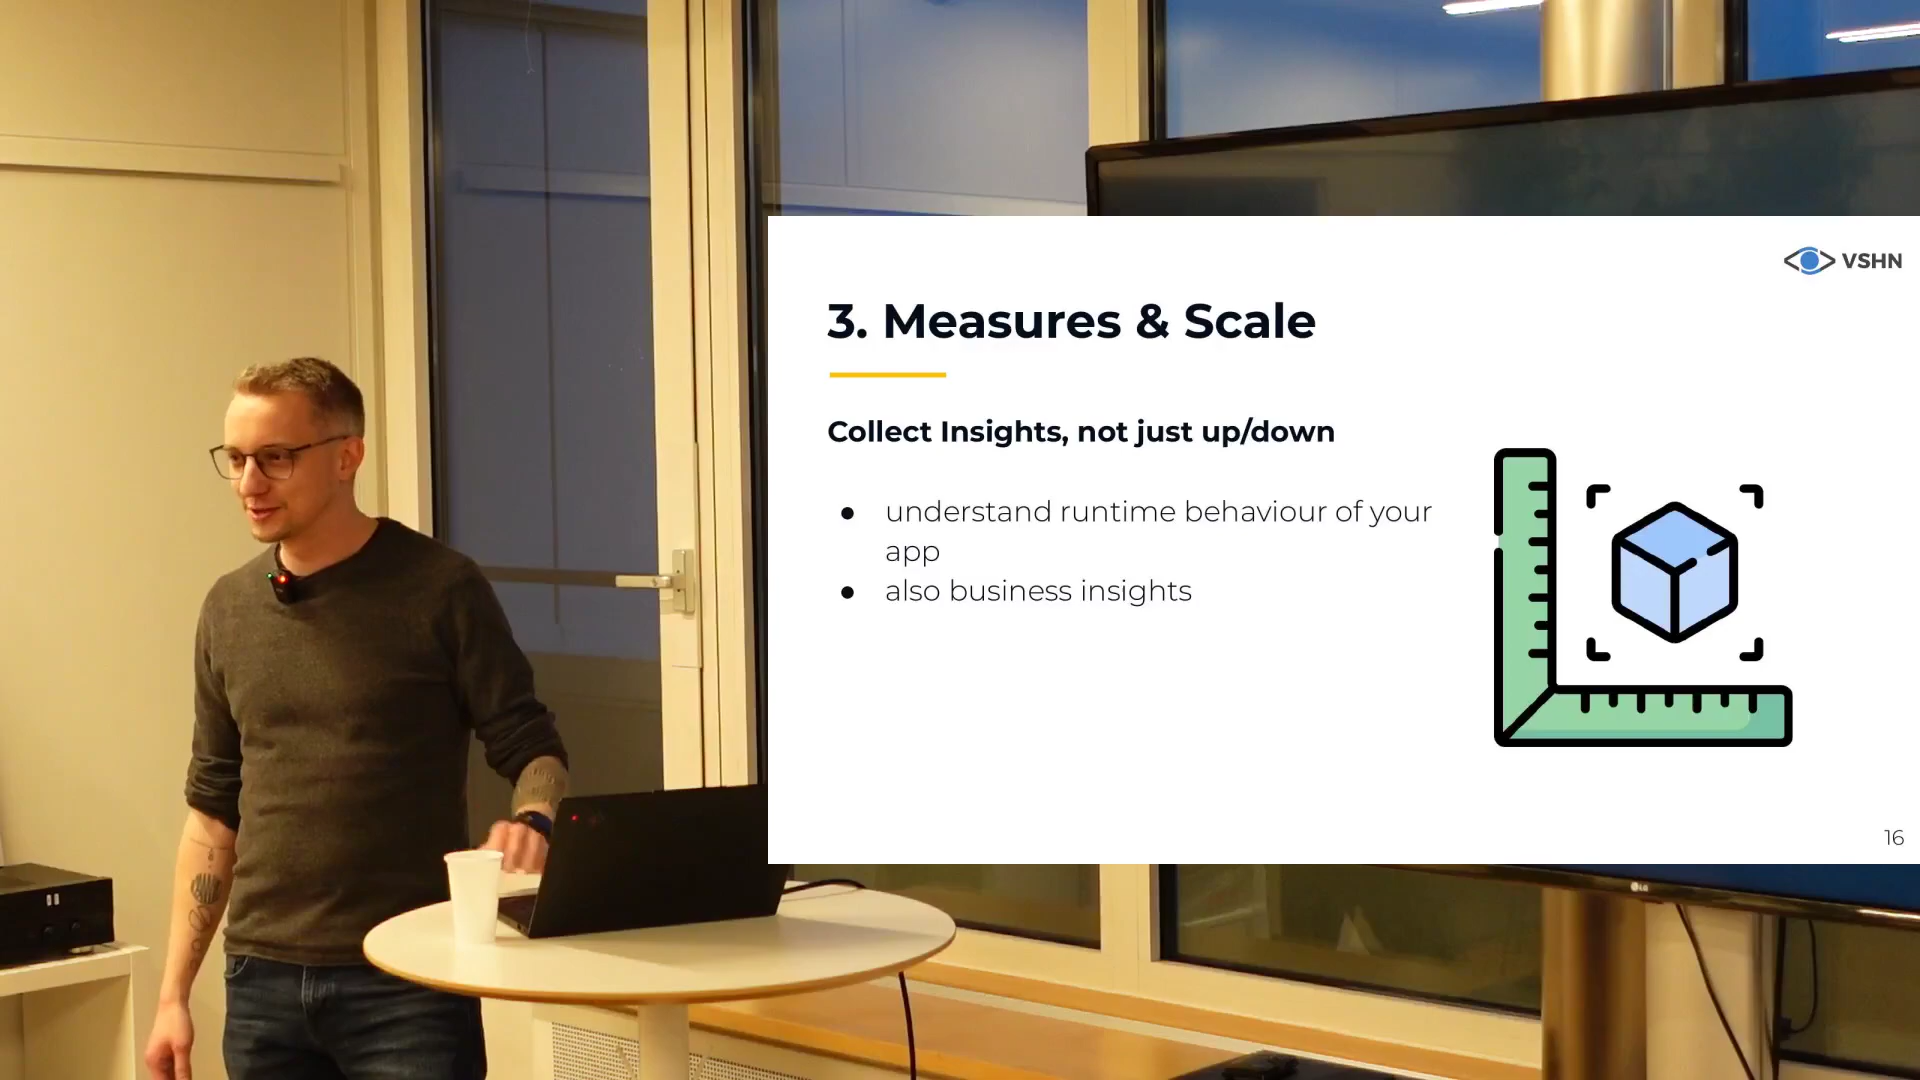 VSHN
3. Measures & Scale
Collect Insights, not just up/down
● understand runtime behaviour of your
app
● also business insights
16
LG